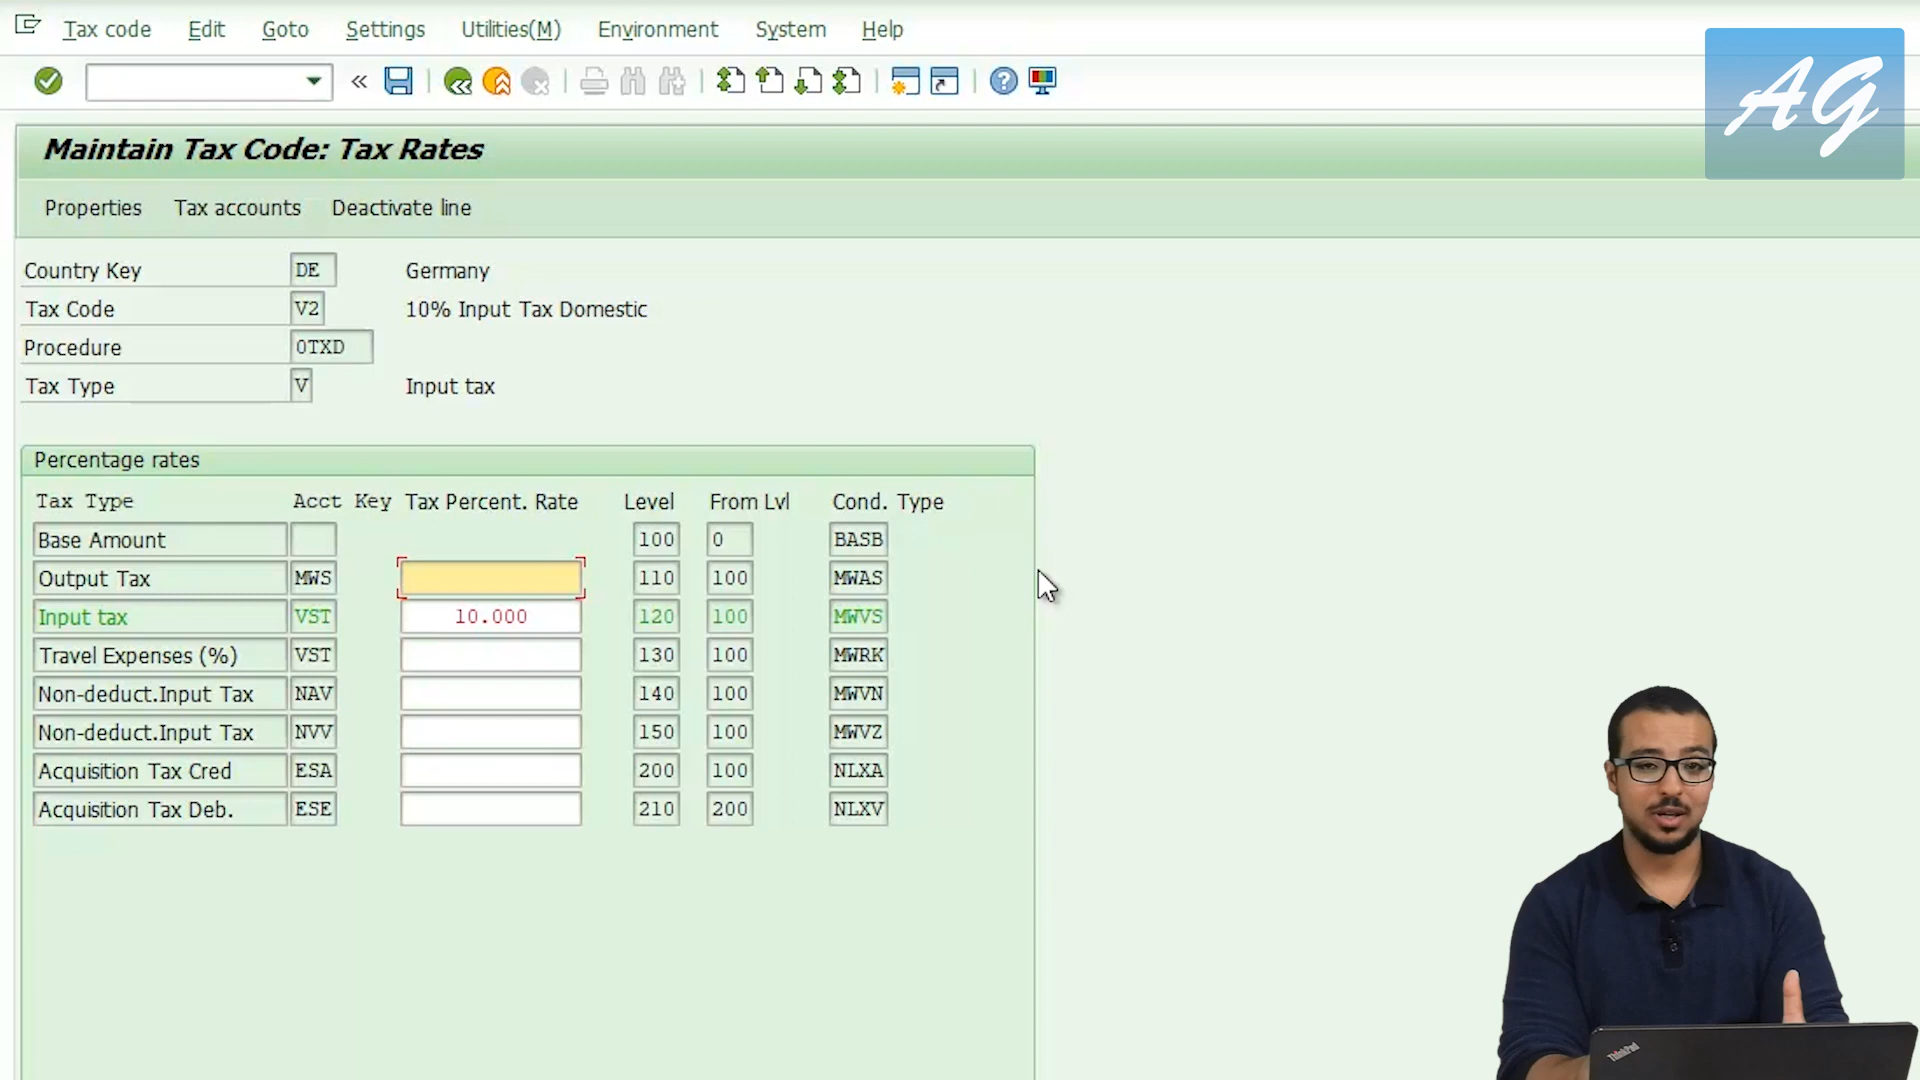 Tax code Edit Goto Settings Utilities(M) Environment System Help
AG
Maintain Tax Code: Tax Rates
Properties Tax accounts Deactivate line
Country Key DE Germany
Tax Code V2 10% Input Tax Domestic
Procedure 0TXD
Tax Type V Input tax
Percentage rates
Tax Type Acct Key Tax Percent. Rate Level From Lvl Cond. Type
Base Amount 100 0 BASB
Output Tax MWS 110 100 MWAS
Input tax VST 10.000 120 100 MWVS
Travel Expenses (%) VST 130 100 MWRK
Non-deduct.Input Tax NAV 140 100 MWVN
Non-deduct.Input Tax NVV 150 100 MWVZ
Acquisition Tax Cred ESA 200 100 NLXA
Acquisition Tax Deb. ESE 210 200 NLXV
ThinkPad